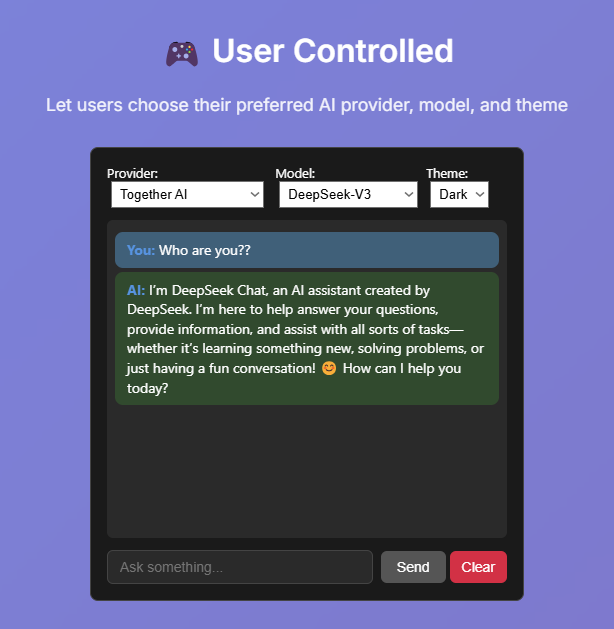 User Controlled
Let users choose their preferred AI provider, model, and theme
Provider: Model: Theme:
Together AI DeepSeek-V3 Dark
You: Who are you??
AI: I’m DeepSeek Chat, an AI assistant created by
DeepSeek. I’m here to help answer your questions,
provide information, and assist with all sorts of tasks—
whether it’s learning something new, solving problems, or
just having a fun conversation! 😊 How can I help you
today?
Ask something... Send Clear